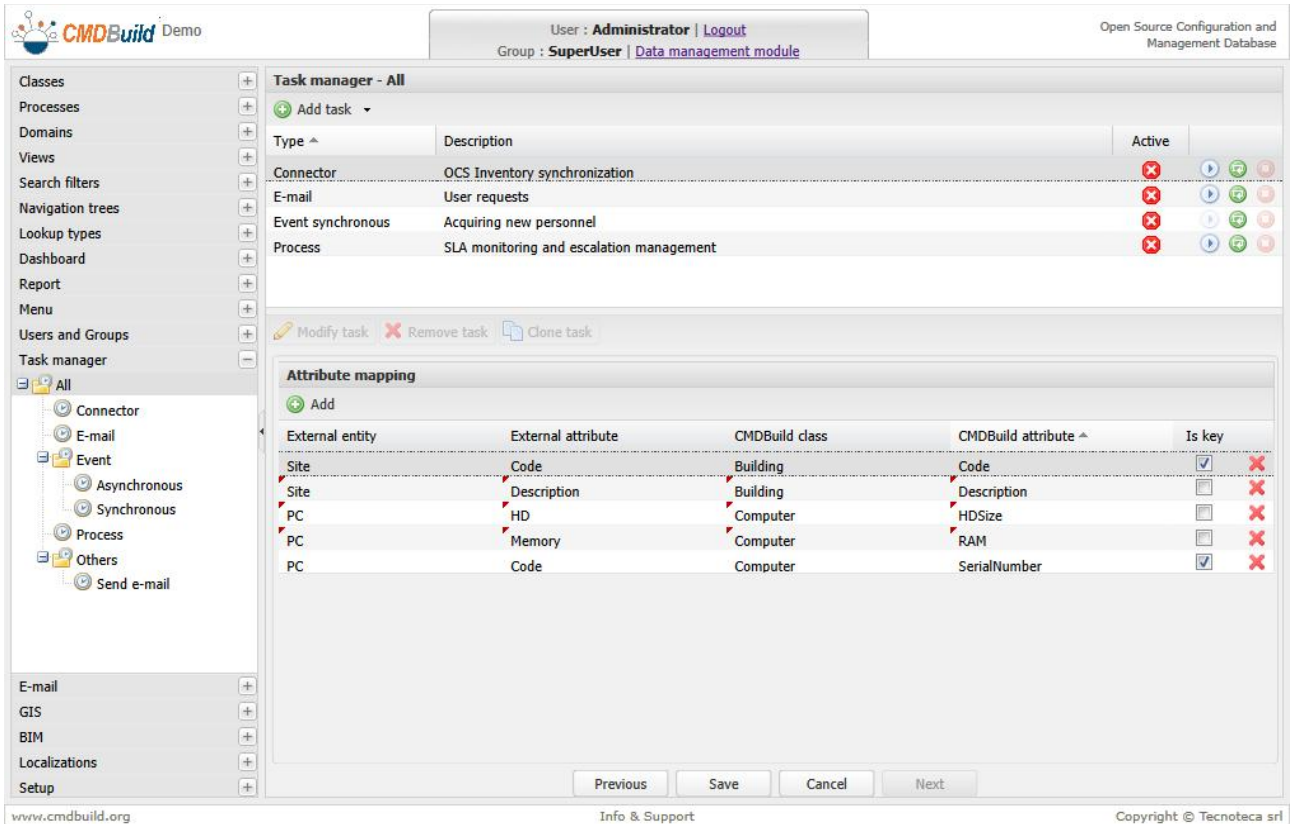 CMDBuild Demo
User : Administrator | Logout
Group : SuperUser | Data management module
Open Source Configuration and
Management Database
Classes
Processes
Domains
Views
Search filters
Navigation trees
Lookup types
Dashboard
Report
Menu
Users and Groups
Task manager
All
Connector
E-mail
Event
Asynchronous
Synchronous
Process
Others
Send e-mail
E-mail
GIS
BIM
Localizations
Setup
Task manager - All
Add task
Type Description Active
Connector OCS Inventory synchronization
E-mail User requests
Event synchronous Acquiring new personnel
Process SLA monitoring and escalation management
Modify task Remove task Clone task
Attribute mapping
Add
External entity External attribute CMDBuild class CMDBuild attribute Is key
Site Code Building Code
Site Description Building Description
PC HD Computer HDSize
PC Memory Computer RAM
PC Code Computer SerialNumber
Previous Save Cancel Next
www.cmdbuild.org Info & Support Copyright © Tecnoteca srl